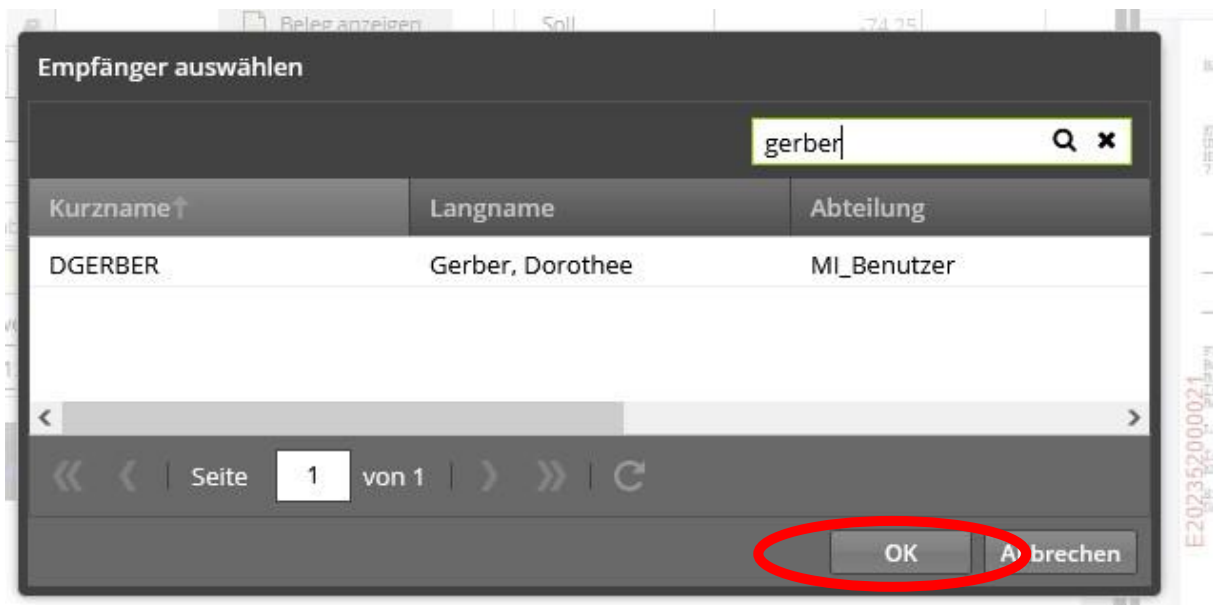 Beleg anzeigen Soll -74,25
Empfänger auswählen
gerber
Kurzname↑ Langname Abteilung
DGERBER Gerber, Dorothee MI_Benutzer
Seite 1 von 1
OK Abbrechen
E202352000021